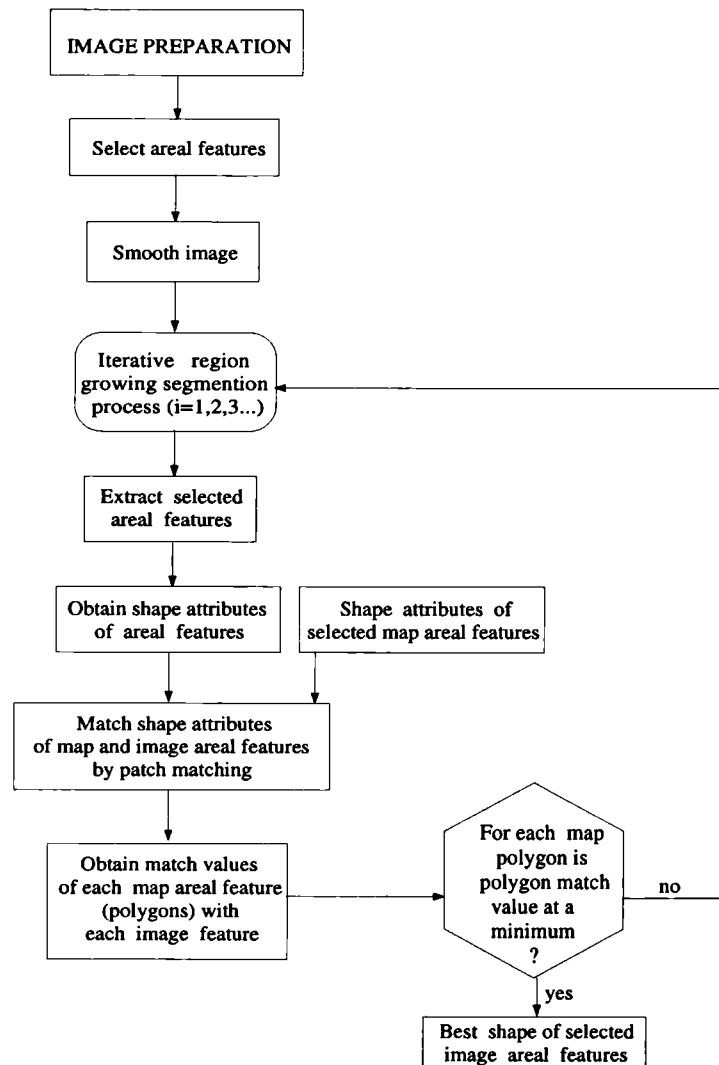 IMAGE PREPARATION
Select areal features
Smooth image
Iterative region
growing segmention
process (i=1,2,3...)
Extract selected
areal features
Obtain shape attributes
of areal features
Shape attributes of
selected map areal features
Match shape attributes
of map and image areal features
by patch matching
Obtain match values
of each map areal feature
(polygons) with
each image feature
For each map
polygon is
polygon match
value at a
minimum
?
no
yes
Best shape of selected
image areal features